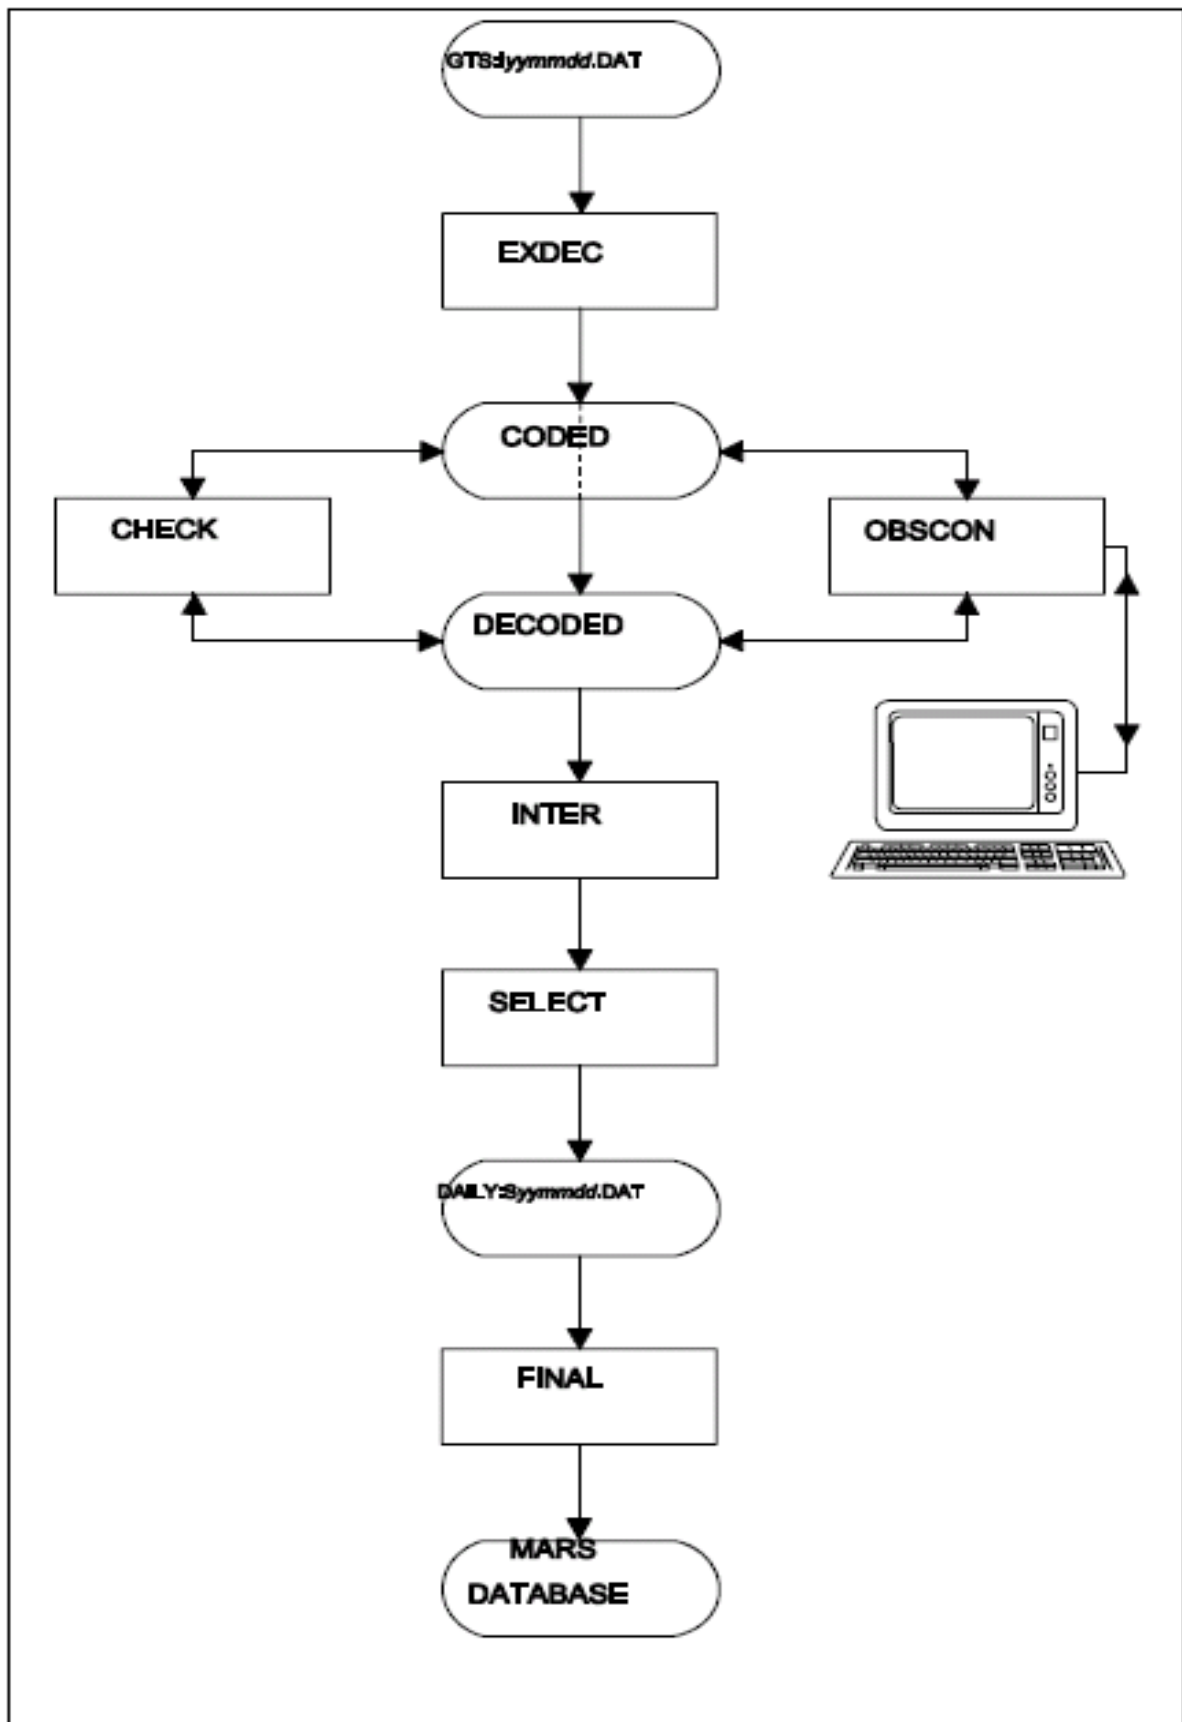 GTS:Iyymmdd.DAT
EXDEC
CODED
CHECK
OBSCON
DECODED
INTER
SELECT
DAILY:Syymmdd.DAT
FINAL
MARS
DATABASE